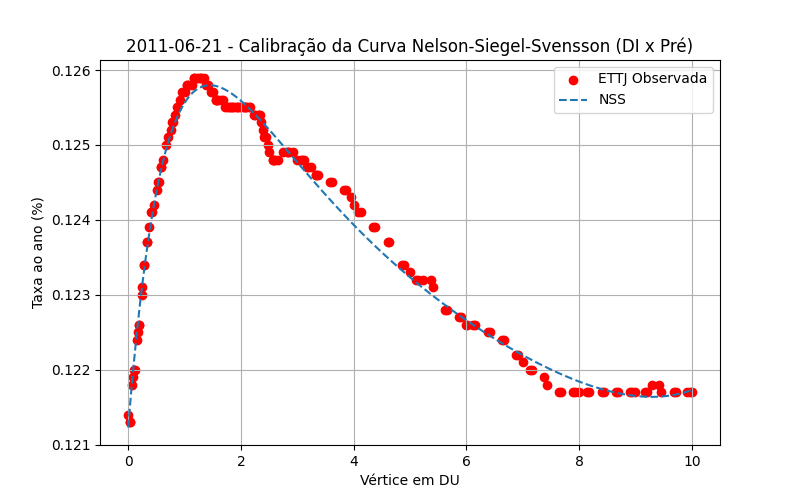 2011-06-21 - Calibração da Curva Nelson-Siegel-Svensson (DI x Pré)
ETTJ Observada
NSS
Taxa ao ano (%)
0.126
0.125
0.124
0.123
0.122
0.121
0 2 4 6 8 10
Vértice em DU